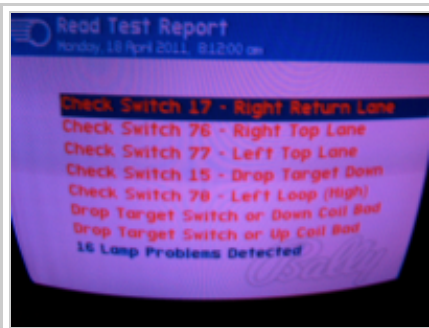 Read Test Report
Monday, 18 April 2011, 8:12:00 am
Check Switch 17 - Right Return Lane
Check Switch 76 - Right Top Lane
Check Switch 77 - Left Top Lane
Check Switch 15 - Drop Target Down
Check Switch 78 - Left Loop (High)
Drop Target Switch or Down Coil Bad
Drop Target Switch or Up Coil Bad
16 Lamp Problems Detected
Bally